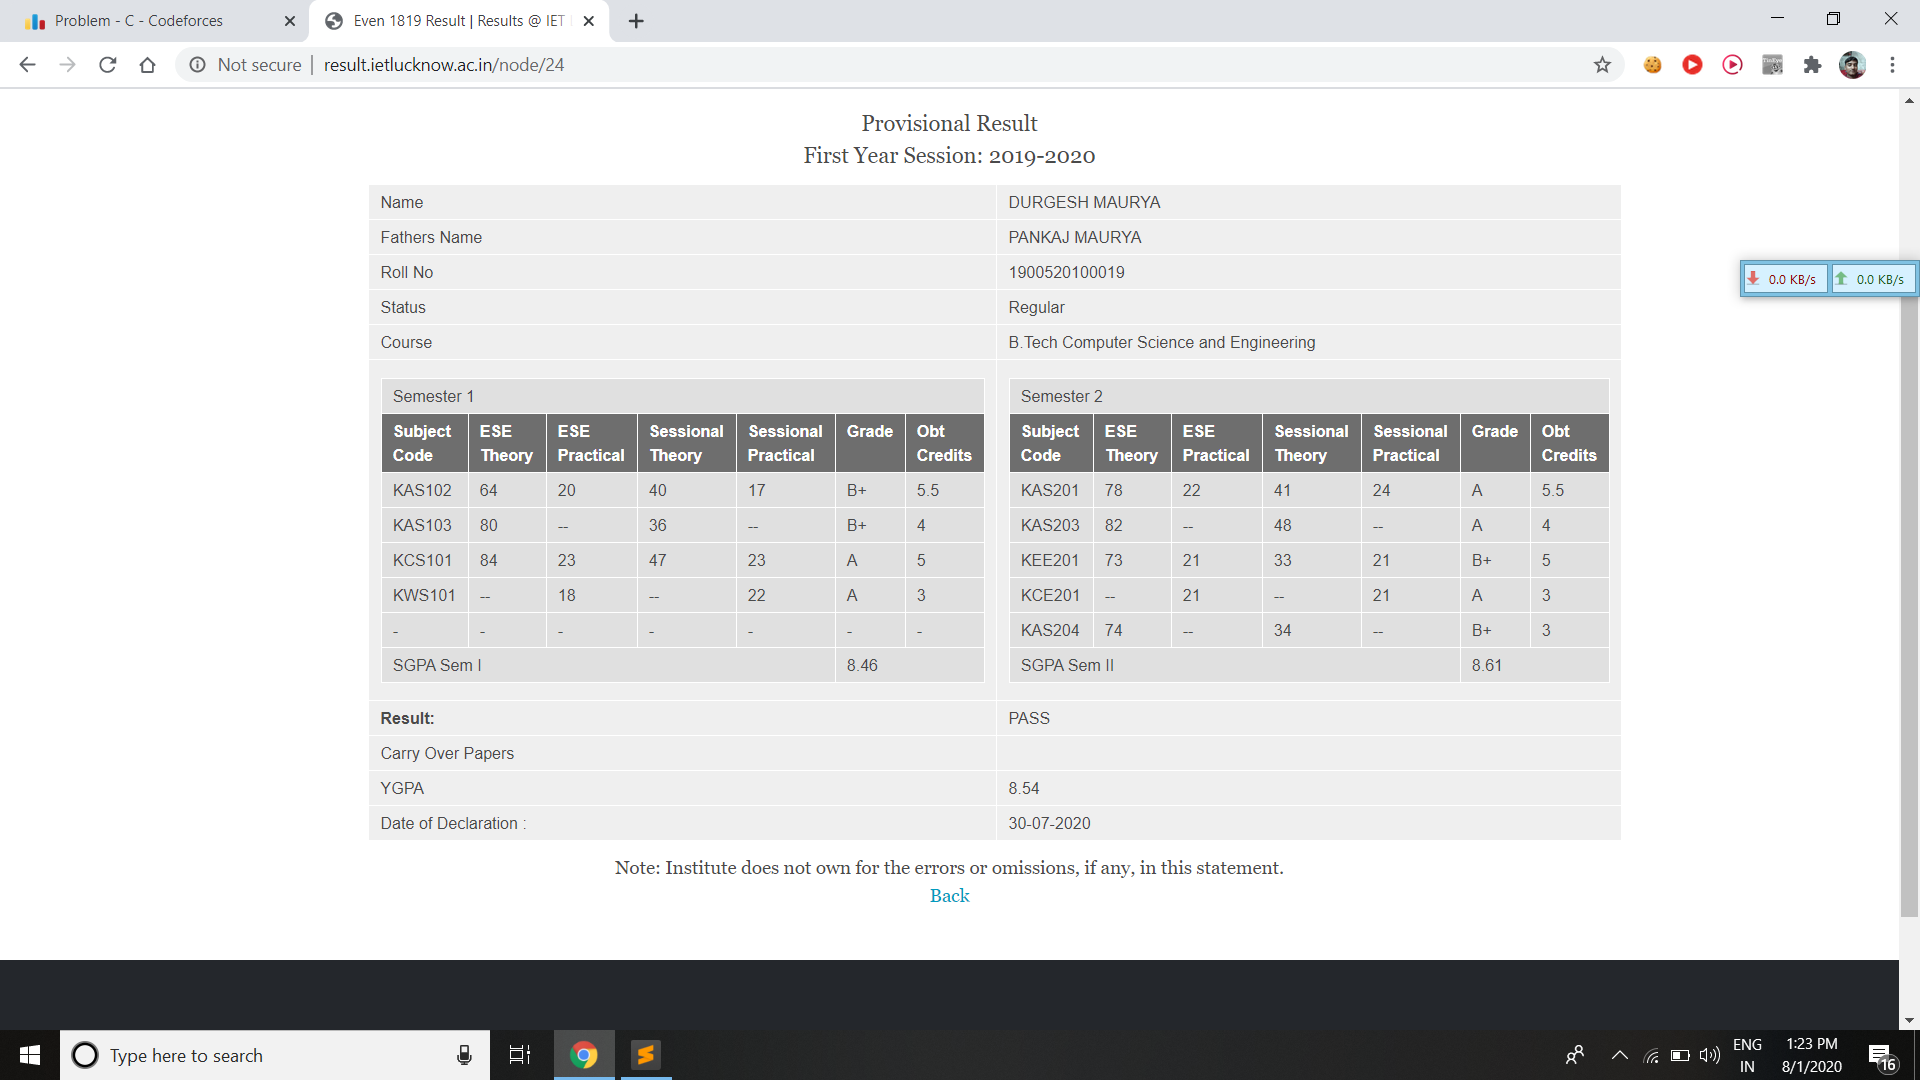 Problem - C - Codeforces
Even 1819 Result | Results @ IET
Not secure
result.ietlucknow.ac.in/node/24
Provisional Result
First Year Session: 2019-2020
Name DURGESH MAURYA
Fathers Name PANKAJ MAURYA
Roll No 1900520100019
Status Regular
Course B.Tech Computer Science and Engineering
Semester 1
Subject Code ESE Theory ESE Practical Sessional Theory Sessional Practical Grade Obt Credits
KAS102 64 20 40 17 B+ 5.5
KAS103 80 -- 36 -- B+ 4
KCS101 84 23 47 23 A 5
KWS101 -- 18 -- 22 A 3
- - - - - - -
SGPA Sem I 8.46
Semester 2
Subject Code ESE Theory ESE Practical Sessional Theory Sessional Practical Grade Obt Credits
KAS201 78 22 41 24 A 5.5
KAS203 82 -- 48 -- A 4
KEE201 73 21 33 21 B+ 5
KCE201 -- 21 -- 21 A 3
KAS204 74 -- 34 -- B+ 3
SGPA Sem II 8.61
Result: PASS
Carry Over Papers
YGPA 8.54
Date of Declaration : 30-07-2020
Note: Institute does not own for the errors or omissions, if any, in this statement.
Back
0.0 KB/s 0.0 KB/s
Type here to search
ENG
IN
1:23 PM
8/1/2020
16